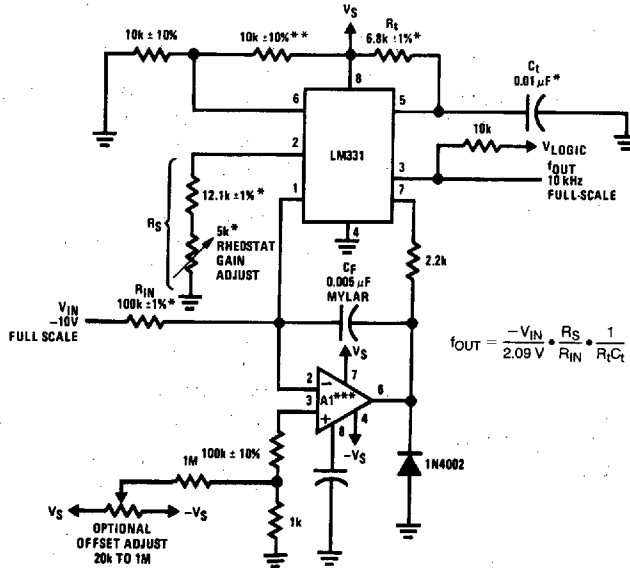 10k ± 10%
10k ±10%**
VS
Rt
6.8k ±1%*
Ct
0.01 µF*
8
6
5
2
LM331
10k
VLOGIC
3
fOUT
10 kHz
FULL-SCALE
1
7
4
RS
12.1k ±1%*
5k*
RHEOSTAT
GAIN
ADJUST
2.2k
CF
0.005 µF
MYLAR
RIN
100k ±1%*
VIN
−10V
FULL SCALE
fOUT = −VIN/2.09 V • RS/RIN • 1/RtCt
VS
7
2
−
A1***
6
3
+
8
4
−VS
100k ± 10%
1M
1N4002
VS
−VS
1k
OPTIONAL
OFFSET ADJUST
20k TO 1M